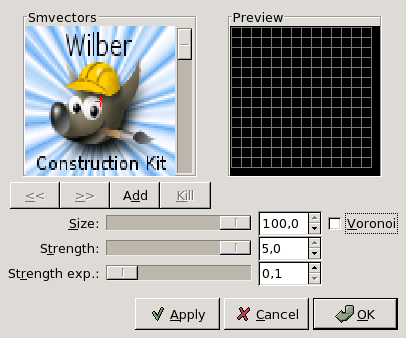 Smvectors
Preview
Wilber
Construction Kit
<< >> Add Kill
Size: 100,0 Voronoi
Strength: 5,0
Strength exp.: 0,1
Apply Cancel OK